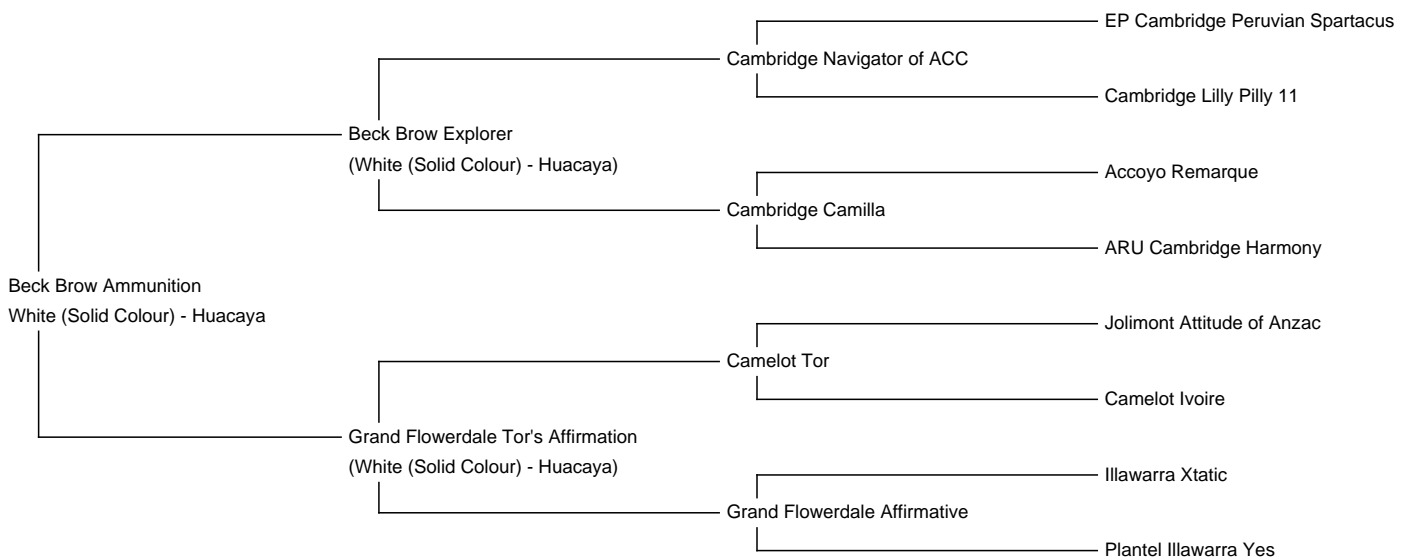 EP Cambridge Peruvian Spartacus
Cambridge Navigator of ACC
Cambridge Lilly Pilly 11
Beck Brow Explorer
(White (Solid Colour) - Huacaya)
Accoyo Remarque
Cambridge Camilla
ARU Cambridge Harmony
Beck Brow Ammunition
White (Solid Colour) - Huacaya
Jolimont Attitude of Anzac
Camelot Tor
Camelot Ivoire
Grand Flowerdale Tor's Affirmation
(White (Solid Colour) - Huacaya)
Illawarra Xtatic
Grand Flowerdale Affirmative
Plantel Illawarra Yes